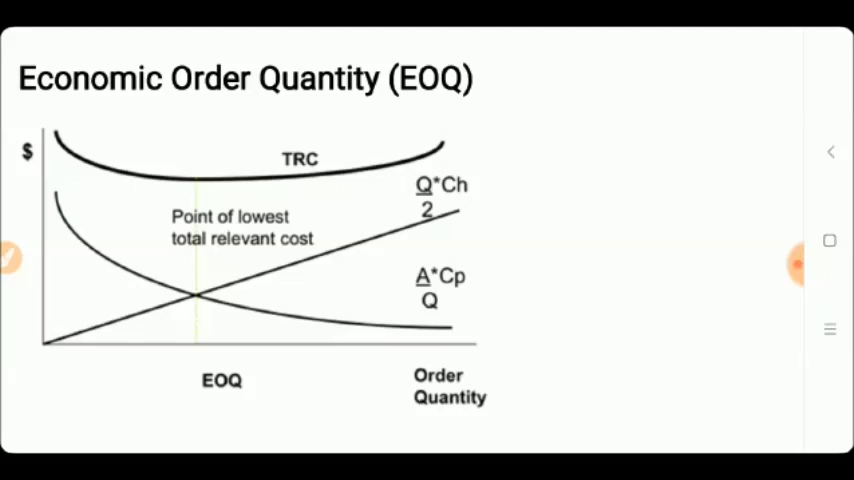 Economic Order Quantity (EOQ)
$
TRC
Q*Ch
2
Point of lowest
total relevant cost
A*Cp
Q
EOQ
Order
Quantity